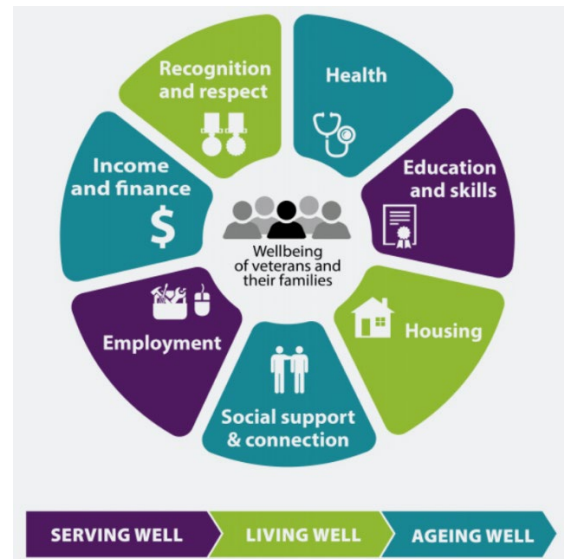 Recognition
and respect
Health
Income
and finance
$
Education
and skills
Wellbeing
of veterans and
their families
Employment
Housing
Social support
& connection
SERVING WELL
LIVING WELL
AGEING WELL